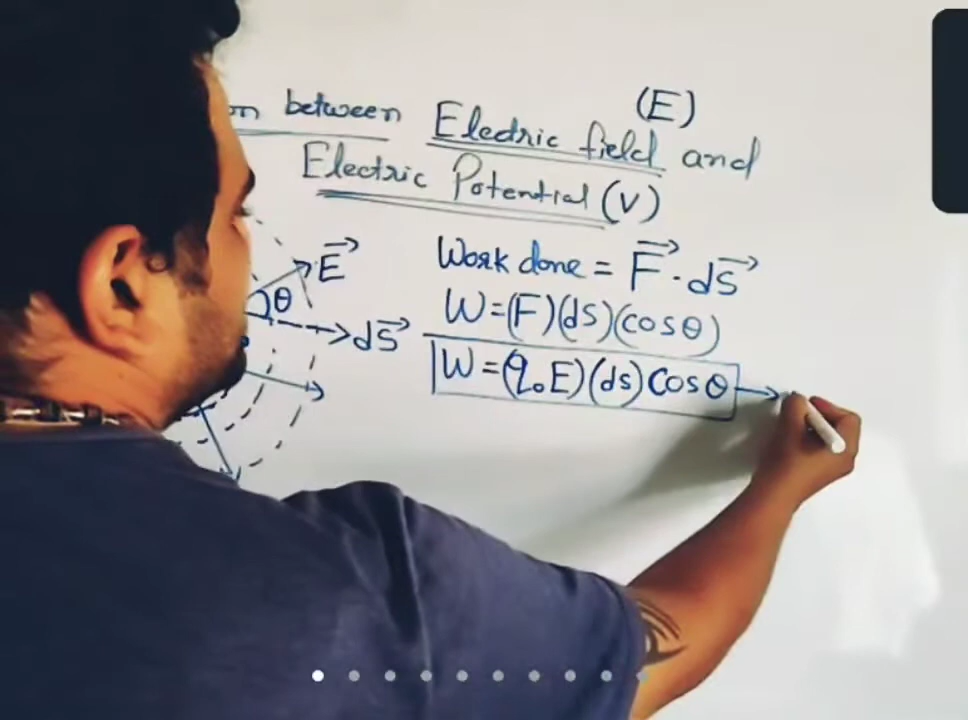 between Electric field and
(E)
Electric Potential (V)
E
θ
dS
Work done = F · dS
W=(F)(ds)(cosθ)
W=(q₀E)(ds)Cosθ→